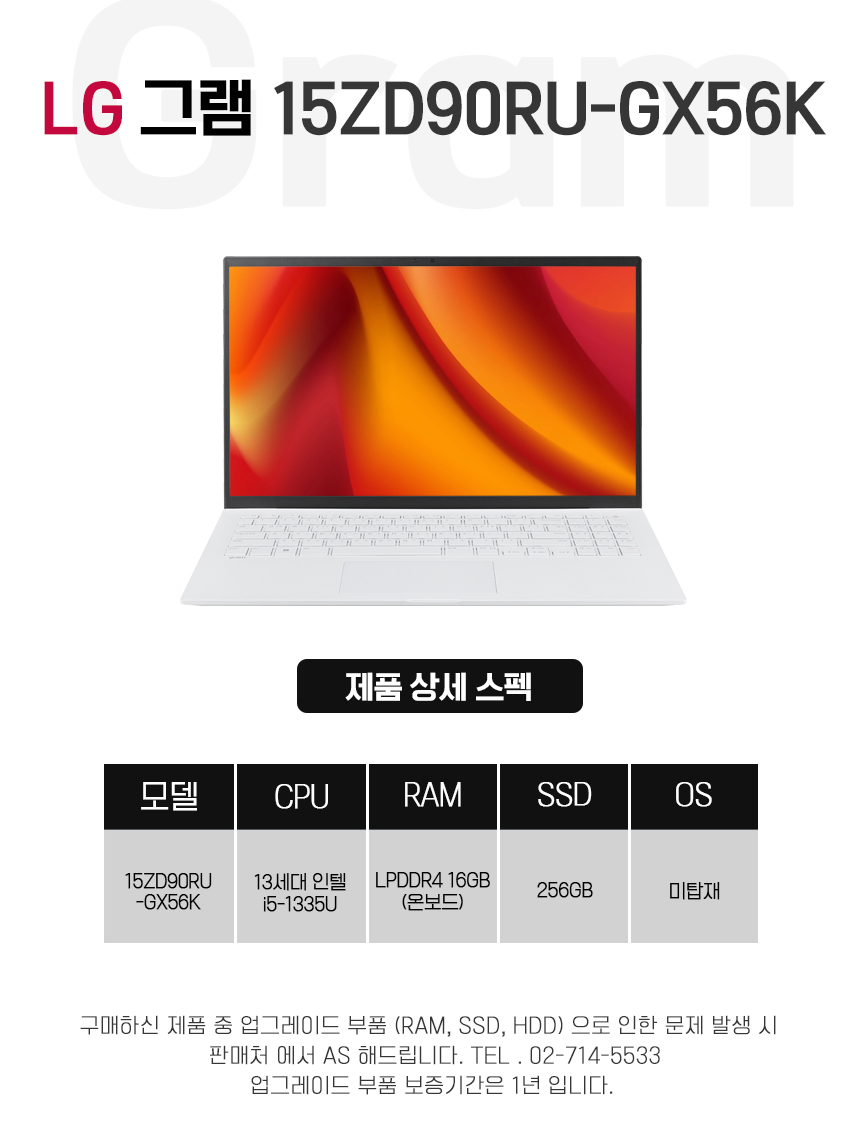 Gram
LG 그램 15ZD90RU-GX56K
제품 상세 스펙
모델 CPU RAM SSD OS
15ZD90RU
-GX56K
13세대 인텔
i5-1335U
LPDDR4 16GB
(온보드)
256GB
미탑재
구매하신 제품 중 업그레이드 부품 (RAM, SSD, HDD) 으로 인한 문제 발생 시
판매처 에서 AS 해드립니다. TEL . 02-714-5533
업그레이드 부품 보증기간은 1년 입니다.